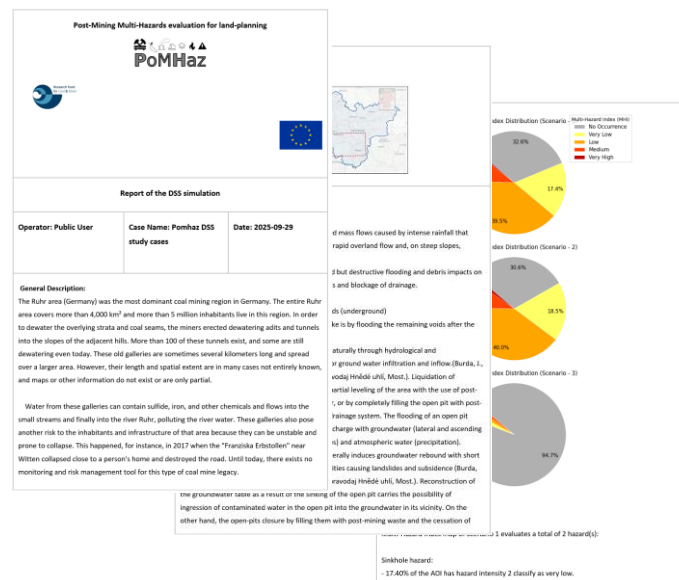 Post-Mining Multi-Hazards evaluation for land-planning
PoMHaz
Report of the DSS simulation
Operator: Public User
Case Name: Pomhaz DSS
study cases
Date: 2025-09-29
General Description:
The Ruhr area (Germany) was the most dominant coal mining region in Germany. The entire Ruhr
area covers more than 4,000 km² and more than 5 million inhabitants live in this region. In order
to dewater the overlying strata and coal seams, the miners erected dewatering adits and tunnels
into the slopes of the adjacent hills. More than 100 of these tunnels exist, and some are still
dewatering even today. These old galleries are sometimes several kilometers long and spread
over a larger area. However, their length and spatial extent are in many cases not entirely known,
and maps or other information do not exist or are only partial.
Water from these galleries can contain sulfide, iron, and other chemicals and flows into the
small streams and finally into the river Ruhr, polluting the river water. These galleries also pose
another risk to the inhabitants and infrastructure of that area because they can be unstable and
prone to collapse. This happened, for instance, in 2017 when the "Franziska Erbstollen" near
Witten collapsed close to a person's home and destroyed the road. Until today, there exists no
monitoring and risk management tool for this type of coal mine legacy.
d mass flows caused by intense rainfall that
rapid overland flow and, on steep slopes,
d but destructive flooding and debris impacts on
s and blockage of drainage.
ds (underground)
ke is by flooding the remaining voids after the
aturally through hydrological and
or ground water infiltration and inflow.(Burda, J.,
vodaj Hnědé uhlí, Most.). Liquidation of
partial leveling of the area with the use of post-
r, or by completely filling the open pit with post-
drainage system. The flooding of an open pit
charge with groundwater (lateral and ascending
s) and atmospheric water (precipitation).
erally induces groundwater rebound with short
ities causing landslides and subsidence (Burda,
ravodaj Hnědé uhlí, Most.). Reconstruction of
the groundwater table as a result of the sinking of the open pit carries the possibility of
ingression of contaminated water in the open pit into the groundwater in its vicinity. On the
other hand, the open-pits closure by filling them with post-mining waste and the cessation of
ndex Distribution (Scenario -
Multi-Hazard Index (MHI)
No Occurrence
Very Low
Low
Medium
Very High
32.6%
17.4%
39.5%
ndex Distribution (Scenario - 2)
30.6%
18.5%
40.0%
ndex Distribution (Scenario - 3)
94.7%
1 evaluates a total of 2 hazard(s):
Sinkhole hazard:
- 17.40% of the AOI has hazard intensity 2 classify as very low.